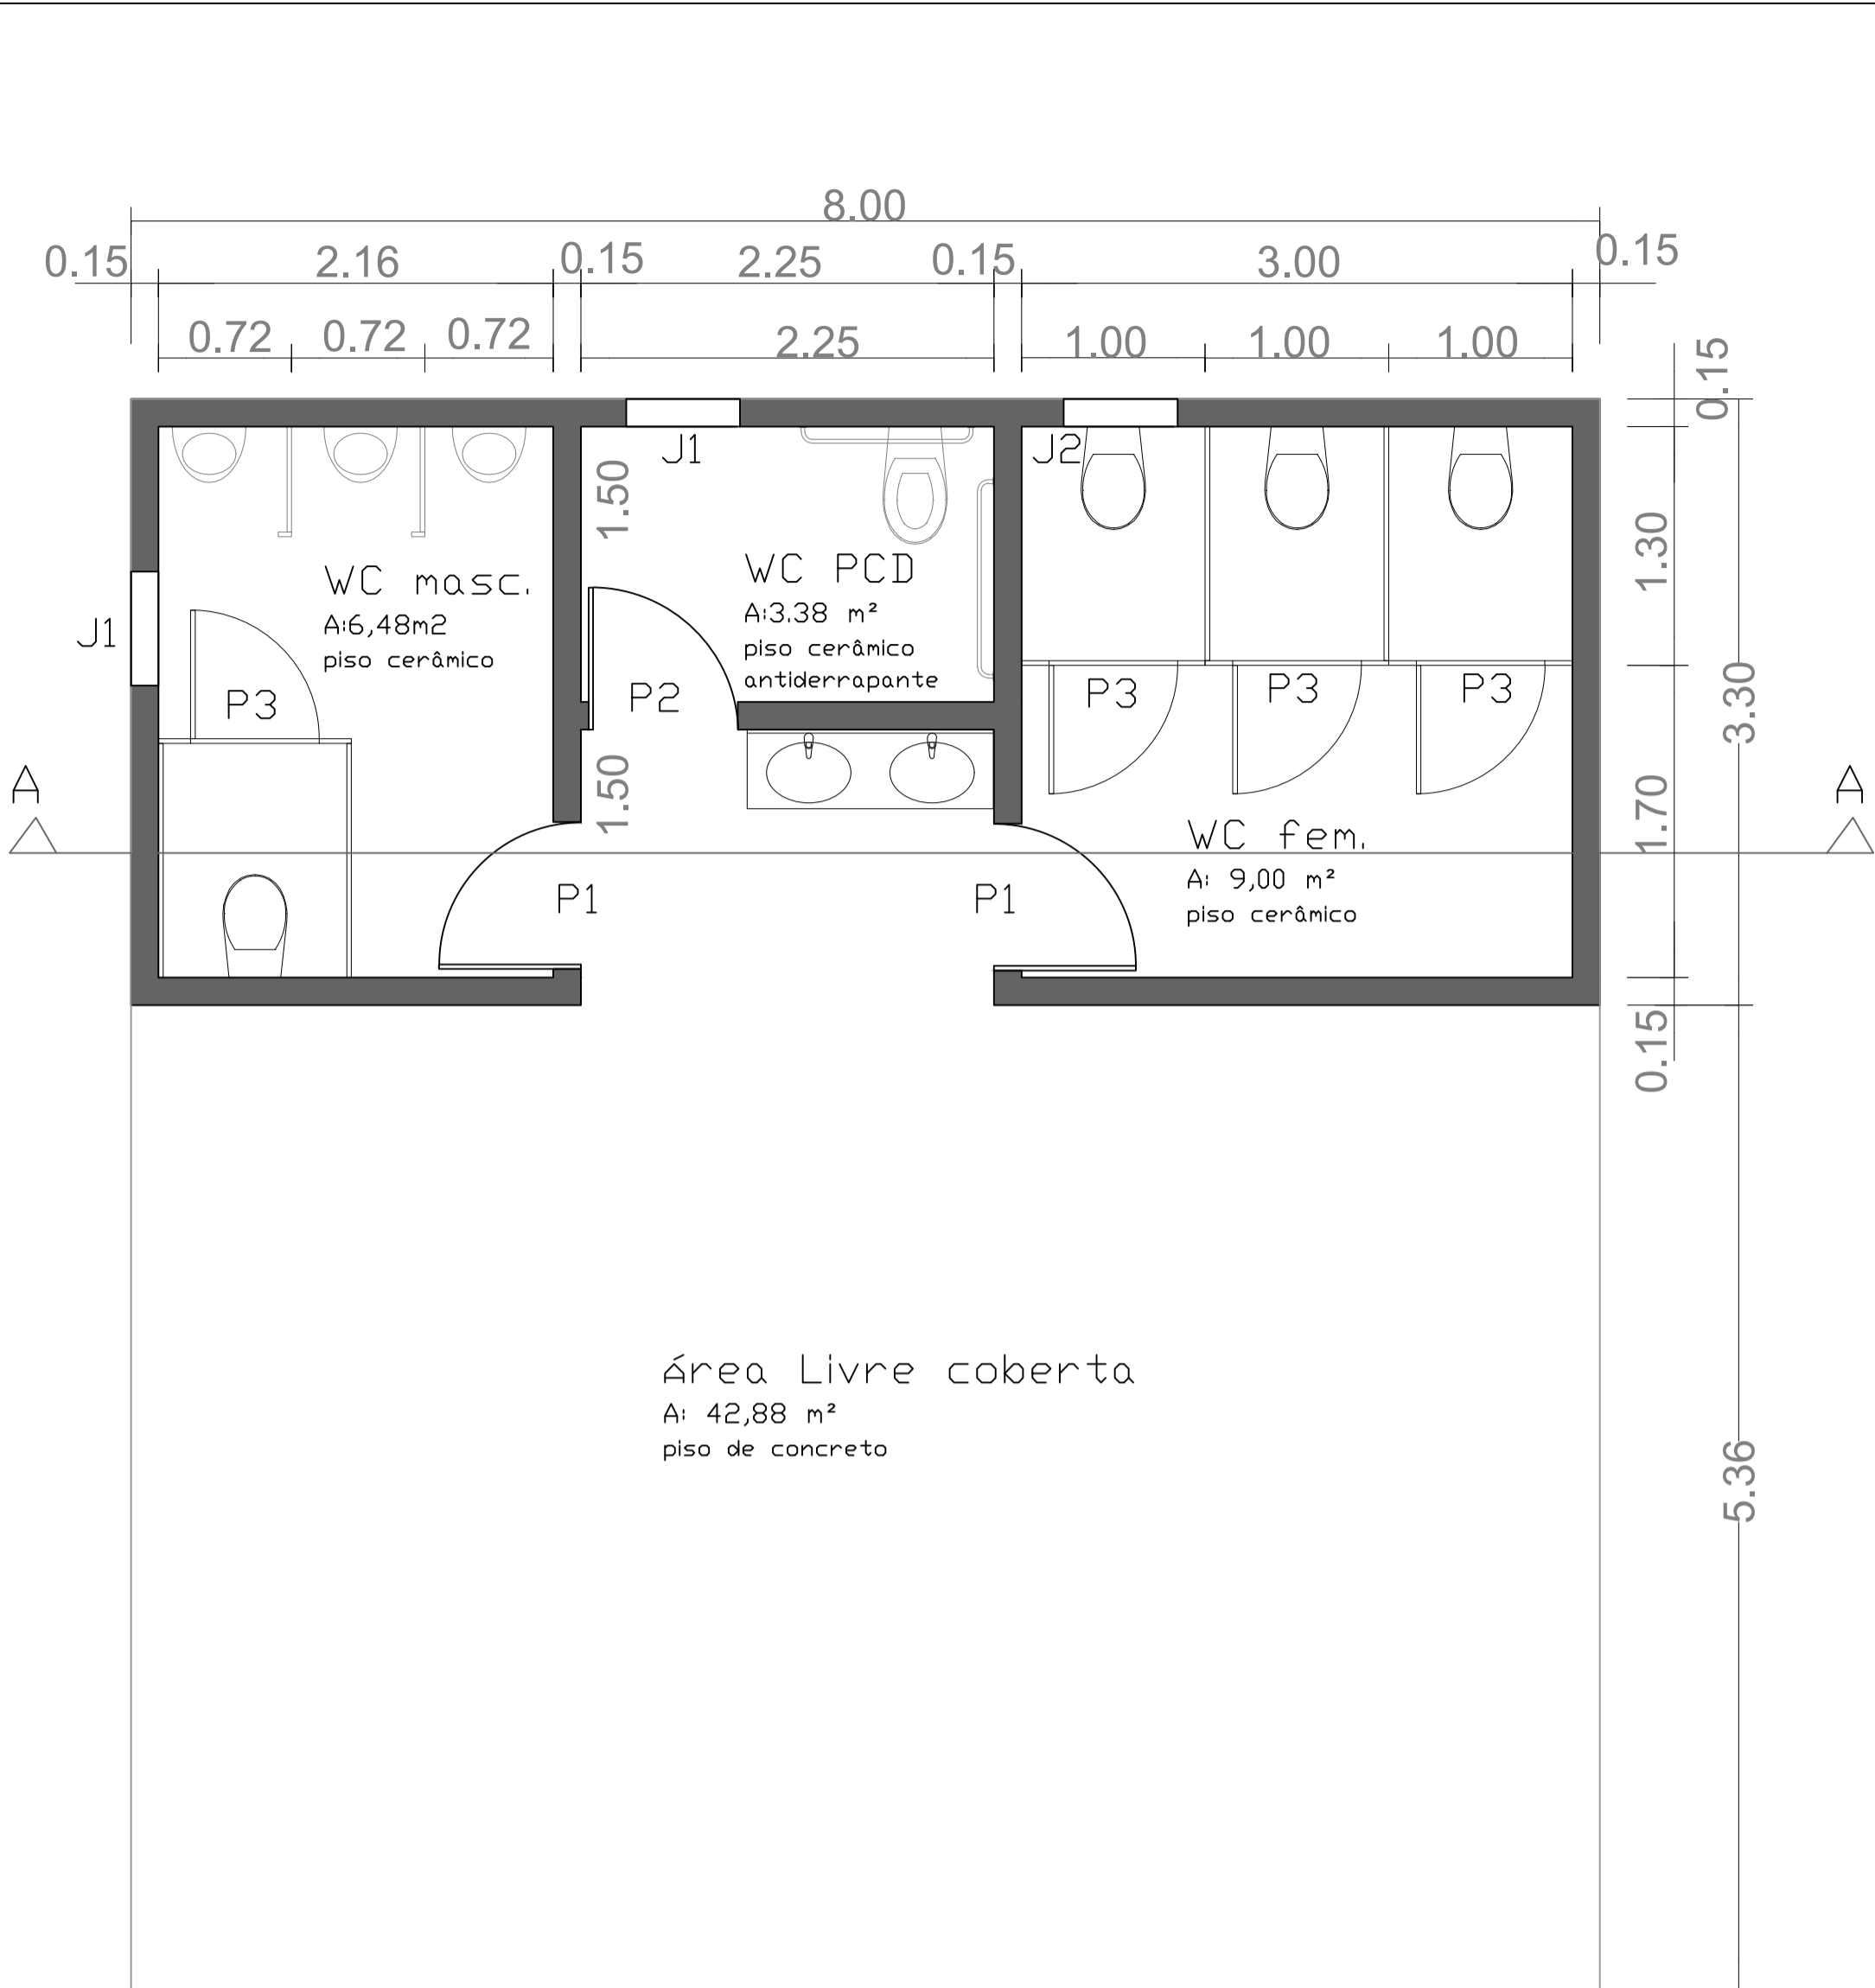 8.00
0.15 2.16 0.15 2.25 0.15 3.00 0.15
0.72 0.72 0.72 2.25 1.00 1.00 1.00
0.15
J1
J2
1.50
1.30
WC masc.
A:6,48m2
piso cerâmico
WC PCD
A:3.38 m²
piso cerâmico
antiderrapante
J1
P3
P2
P3
P3
P3
3.30
A
1.50
1.70
A
WC fem.
A: 9,00 m²
piso cerâmico
P1
P1
0.15
área Livre coberta
A: 42,88 m²
piso de concreto
5.36